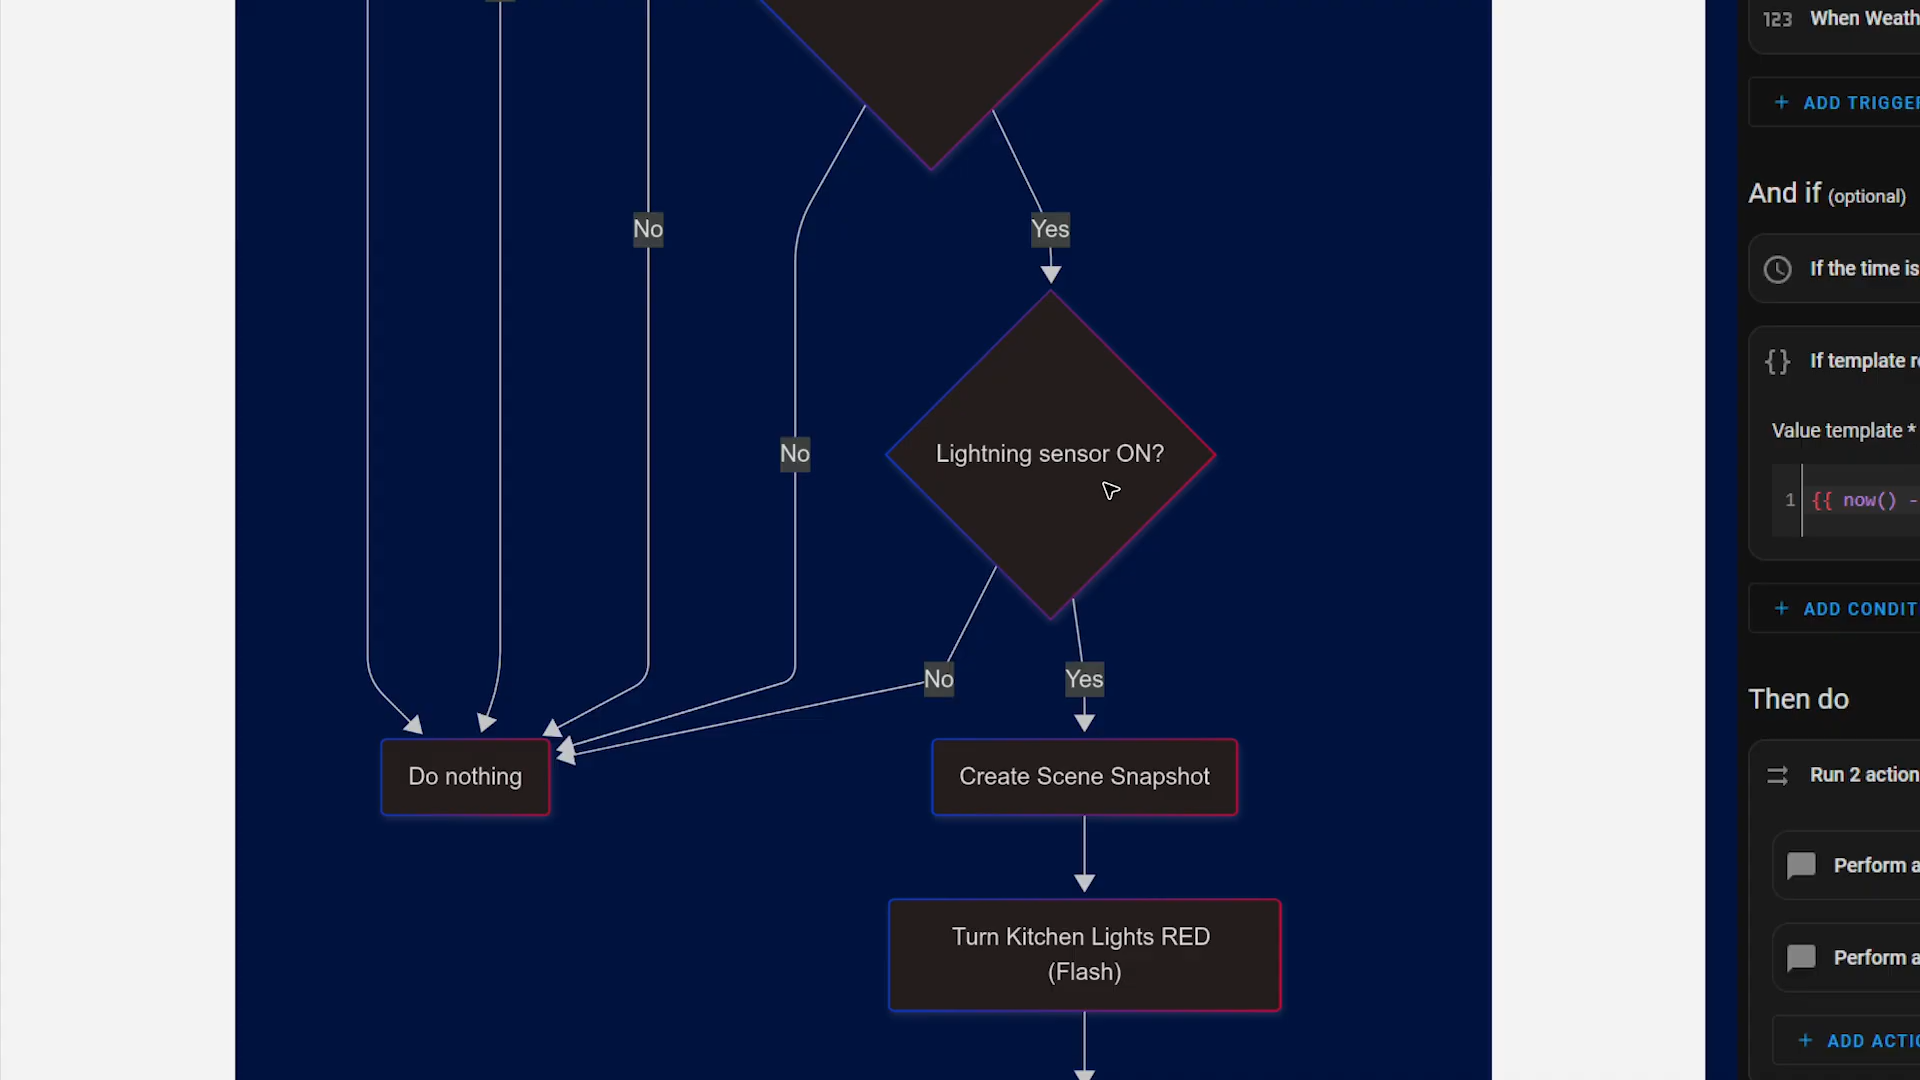 No
Yes
No
Lightning sensor ON?
No
Yes
Do nothing
Create Scene Snapshot
Turn Kitchen Lights RED
(Flash)
123 When Weath
+ ADD TRIGGER
And if (optional)
If the time is
{} If template r
Value template *
1 {{ now() -
+ ADD CONDIT
Then do
Run 2 action
Perform a
Perform a
+ ADD ACTIO